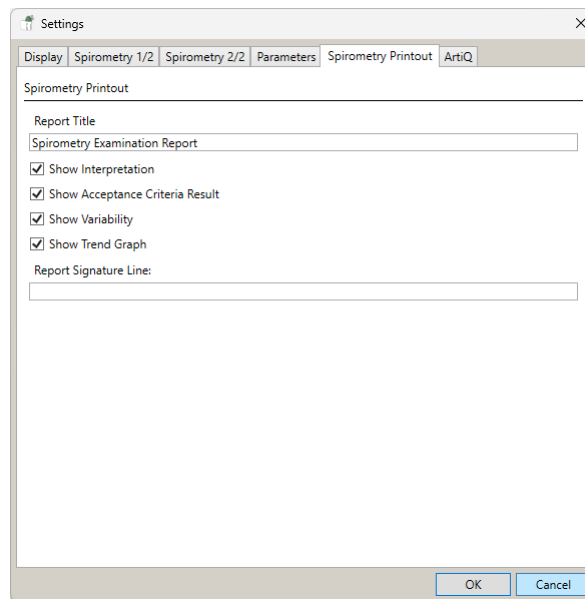 Settings
Display Spirometry 1/2 Spirometry 2/2 Parameters Spirometry Printout ArtiQ
Spirometry Printout
Report Title
Spirometry Examination Report
Show Interpretation
Show Acceptance Criteria Result
Show Variability
Show Trend Graph
Report Signature Line:
OK Cancel